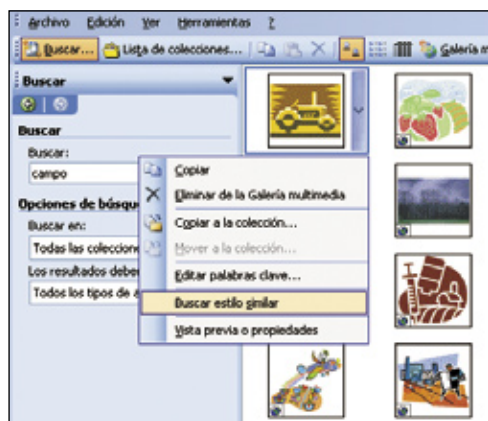 Archivo Edición Ver Herramientas ?
Buscar... Lista de colecciones... Galería m
Buscar
Buscar
Buscar:
campo
Opciones de búsqu
Buscar en:
Todas las coleccione
Los resultados debe
Todos los tipos de a
Copiar
Eliminar de la Galería multimedia
Copiar a la colección...
Mover a la colección...
Editar palabras clave...
Buscar estilo similar
Vista previa o propiedades